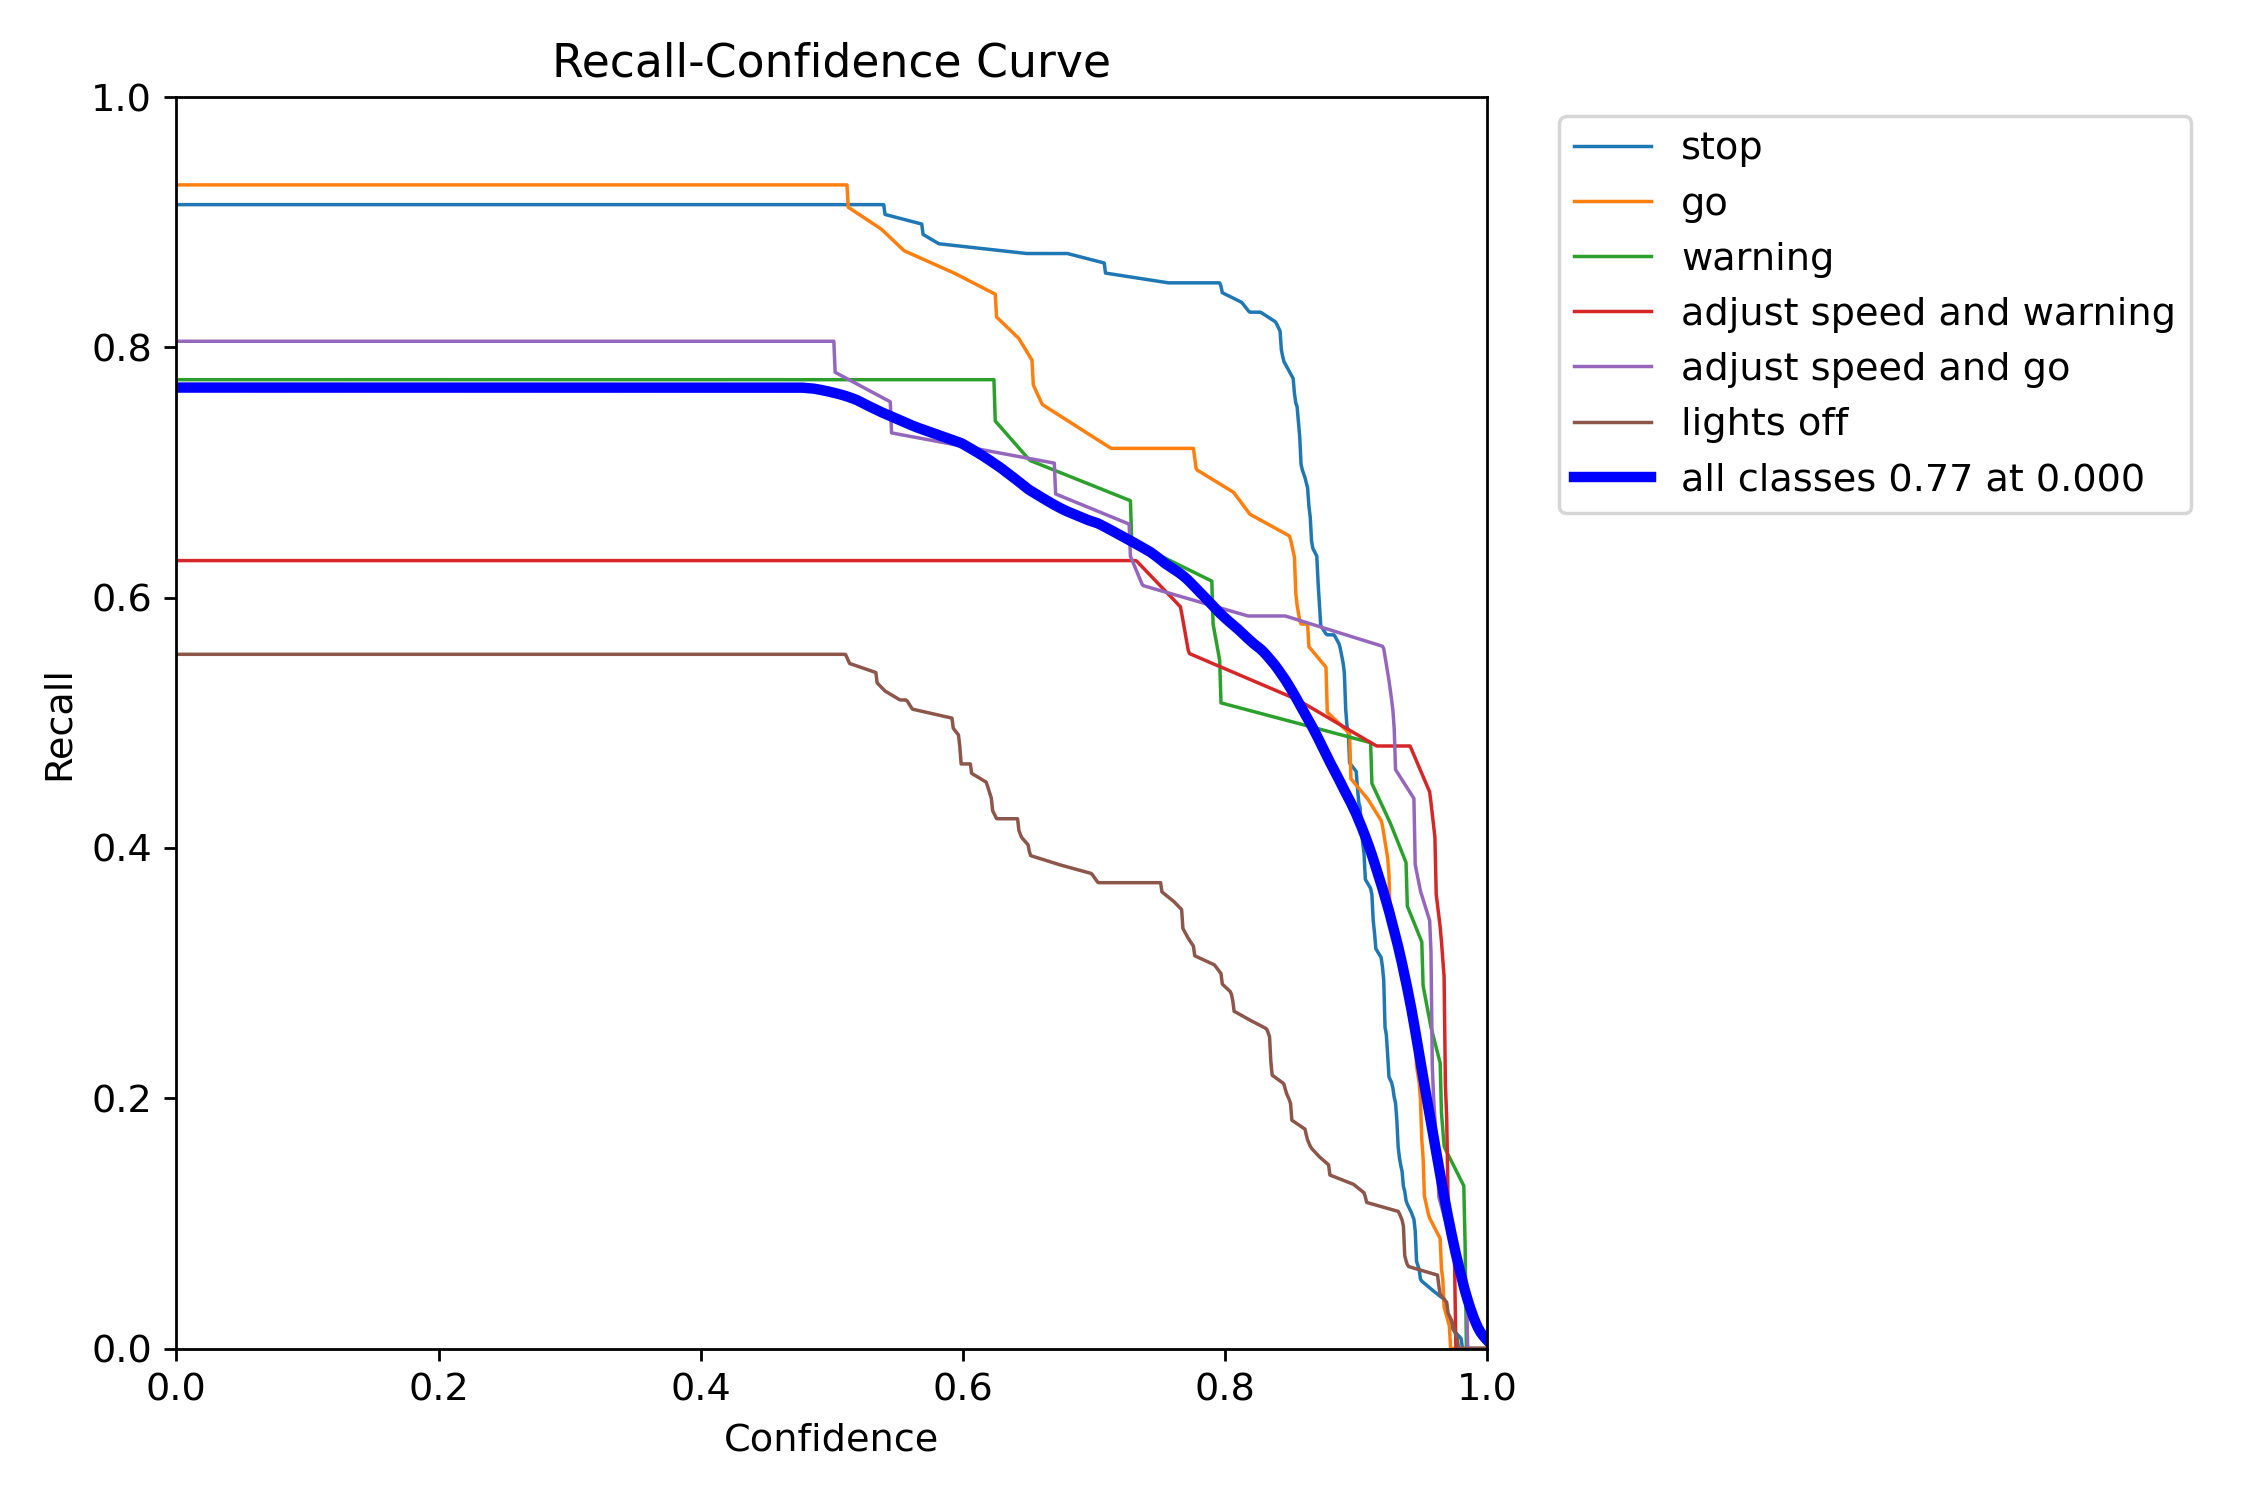 Recall-Confidence Curve
1.0
0.8
0.6
0.4
0.2
0.0
Recall
0.0 0.2 0.4 0.6 0.8 1.0
Confidence
stop
go
warning
adjust speed and warning
adjust speed and go
lights off
all classes 0.77 at 0.000